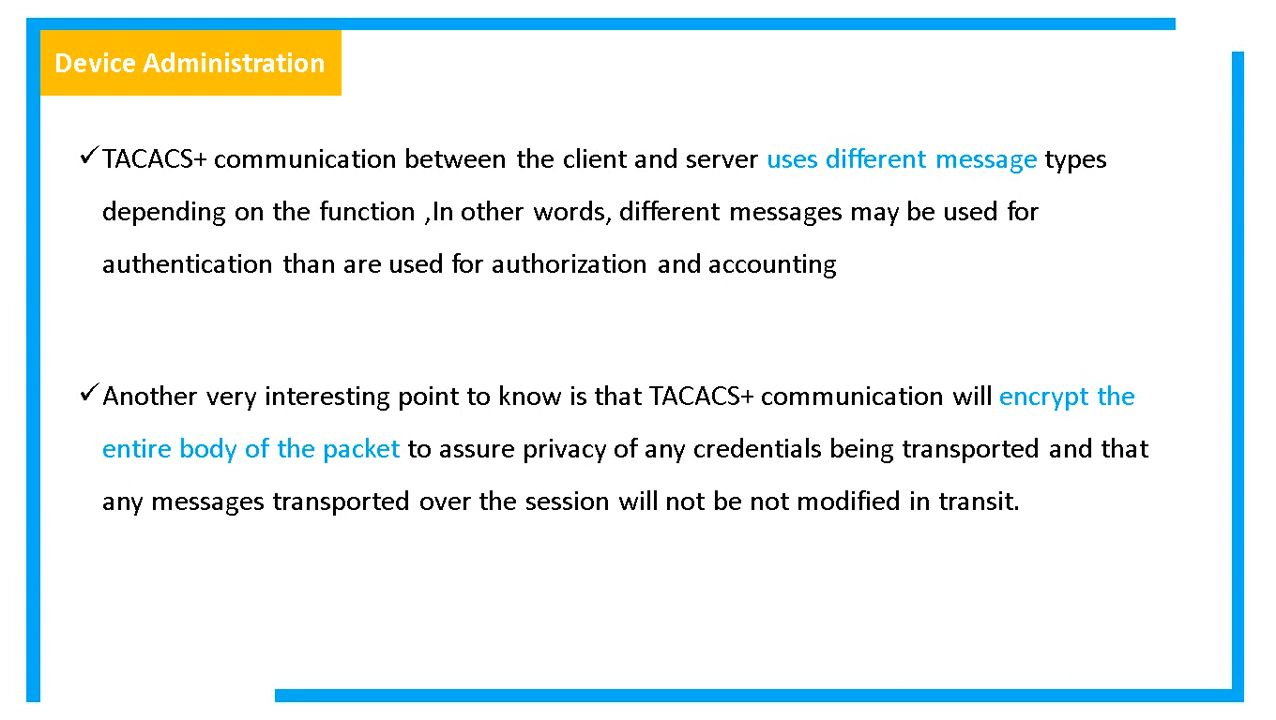 Device Administration
✓TACACS+ communication between the client and server uses different message types
depending on the function ,In other words, different messages may be used for
authentication than are used for authorization and accounting
✓Another very interesting point to know is that TACACS+ communication will encrypt the
entire body of the packet to assure privacy of any credentials being transported and that
any messages transported over the session will not be not modified in transit.